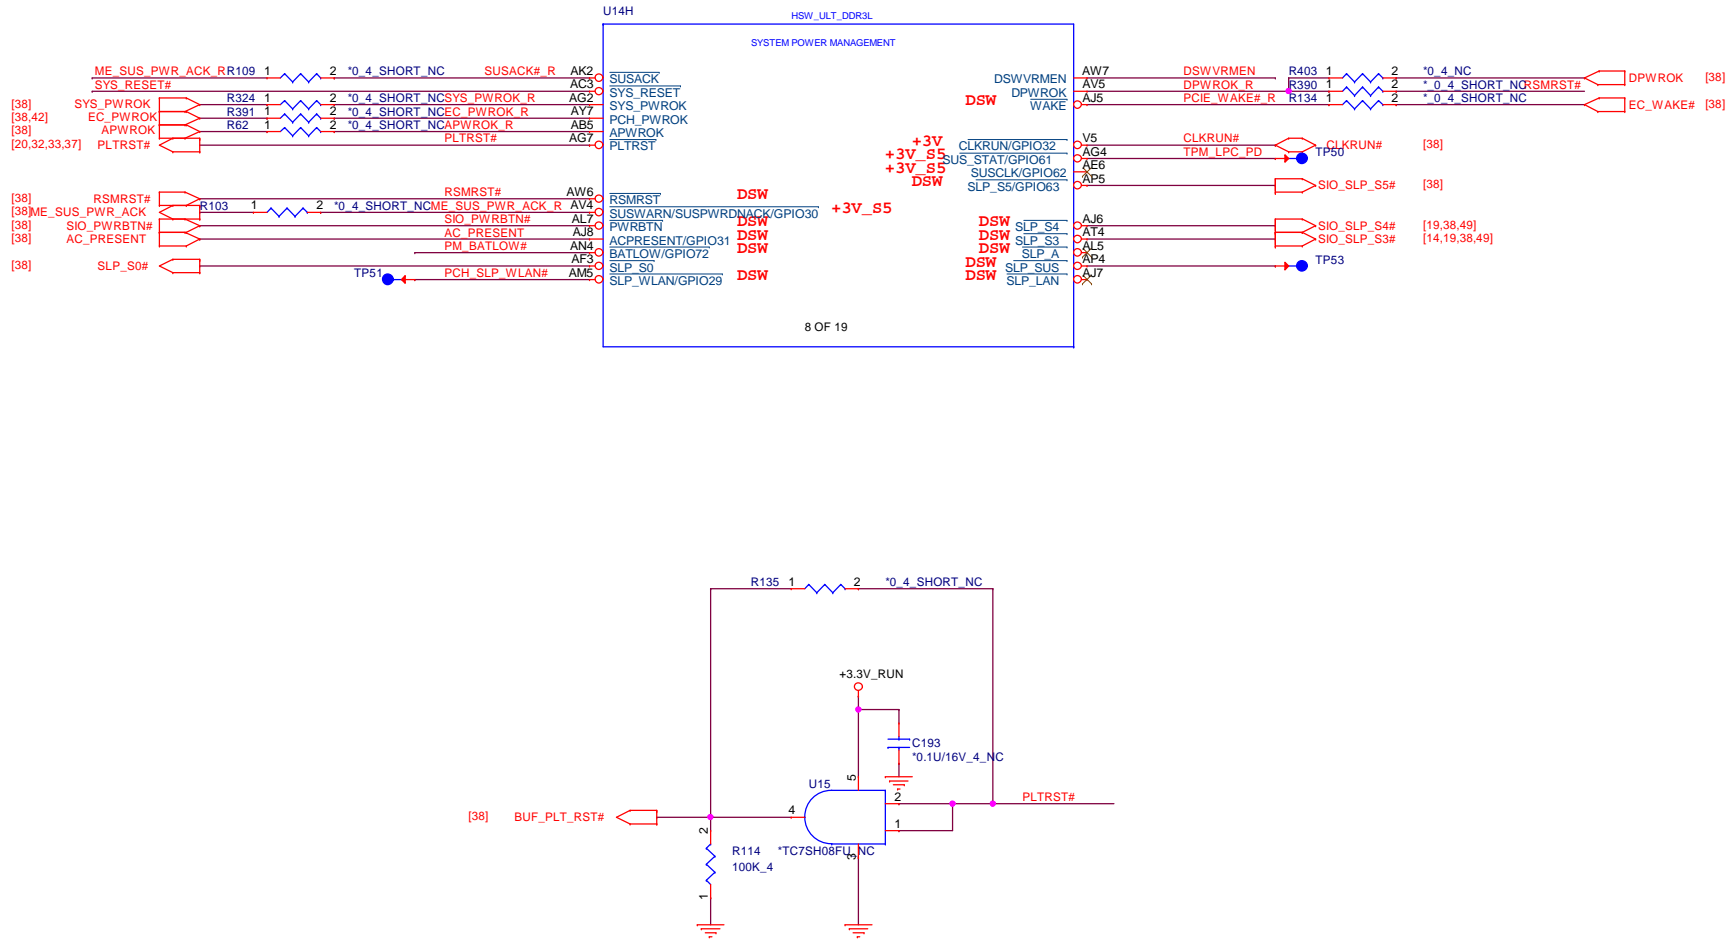 U14H
HSW_ULT_DDR3L
SYSTEM POWER MANAGEMENT
ME_SUS_PWR_ACK_R R109 1 2 *0_4_SHORT_NC SUSACK#_R AK2 SUSACK
SYS_RESET# AC3 SYS_RESET
[38] SYS_PWROK R324 1 2 *0_4_SHORT_NC SYS_PWROK_R AG2 SYS_PWROK
[38,42] EC_PWROK R391 1 2 *0_4_SHORT_NC EC_PWROK_R AY7 PCH_PWROK
[38] APWROK R62 1 2 *0_4_SHORT_NC APWROK_R AB5 APWROK
[20,32,33,37] PLTRST# PLTRST# AG7 PLTRST
[38] RSMRST# RSMRST# AW6 RSMRST DSW
[38] ME_SUS_PWR_ACK R103 1 2 *0_4_SHORT_NC ME_SUS_PWR_ACK_R AV4 SUSWARN/SUSPWRDNACK/GPIO30 +3V_S5
[38] SIO_PWRBTN# SIO_PWRBTN# AL7 PWRBTN DSW
[38] AC_PRESENT AC_PRESENT AJ8 ACPRESENT/GPIO31 DSW
PM_BATLOW# AN4 BATLOW/GPIO72 DSW
[38] SLP_S0# AF3 SLP_S0
TP51 PCH_SLP_WLAN# AM5 SLP_WLAN/GPIO29 DSW
DSWVRMEN AW7 DSWVRMEN R403 1 2 *0_4_NC DPWROK [38]
DPWROK AV5 DPWROK_R R390 1 2 *_0_4_SHORT_NC RSMRST#
DSW WAKE AJ5 PCIE_WAKE#_R R134 1 2 *_0_4_SHORT_NC EC_WAKE# [38]
+3V CLKRUN/GPIO32 V5 CLKRUN# CLKRUN# [38]
+3V_S5 SUS_STAT/GPIO61 AG4 TPM_LPC_PD TP50
+3V_S5 SUSCLK/GPIO62 AE6
DSW SLP_S5/GPIO63 AP5 SIO_SLP_S5# [38]
DSW SLP_S4 AJ6 SIO_SLP_S4# [19,38,49]
DSW SLP_S3 AT4 SIO_SLP_S3# [14,19,38,49]
DSW SLP_A AL5
DSW SLP_SUS AP4 TP53
DSW SLP_LAN AJ7
8 OF 19
R135 1 2 *0_4_SHORT_NC
+3.3V_RUN
C193
*0.1U/16V_4_NC
U15
5
2 PLTRST#
1
4
[38] BUF_PLT_RST#
2
R114 *TC7SH08FU_NC
100K_4
3
1